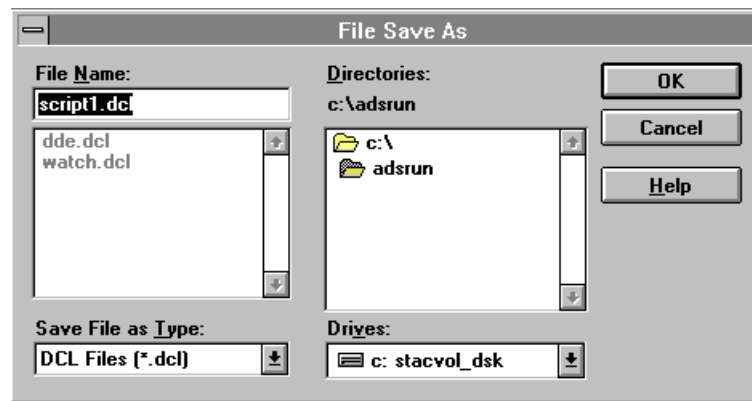 File Save As
File Name:
script1.dcl
dde.dcl
watch.dcl
Save File as Type:
DCL Files (*.dcl)
Directories:
c:\adsrun
c:\
adsrun
Drives:
c: stacvol_dsk
OK
Cancel
Help